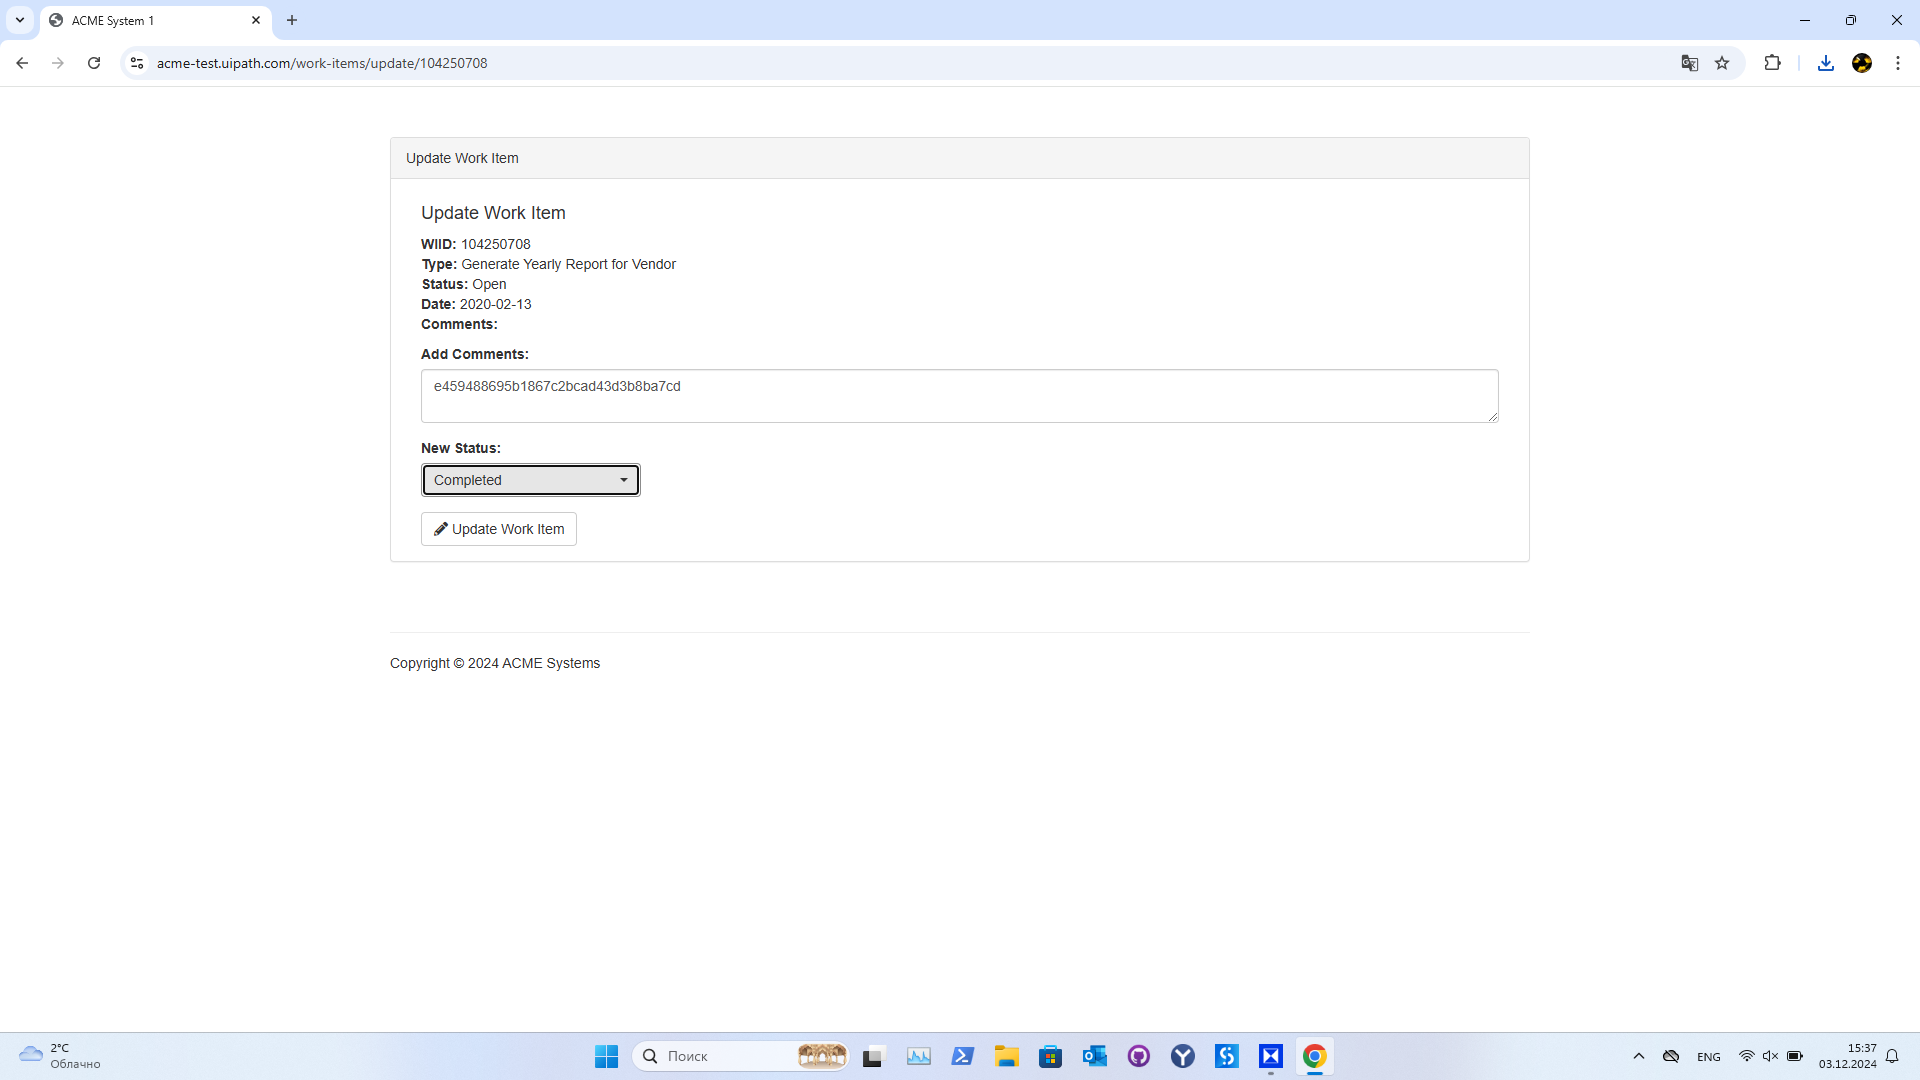 ACME System 1
acme-test.uipath.com/work-items/update/104250708
Update Work Item
Update Work Item
WIID: 104250708
Type: Generate Yearly Report for Vendor
Status: Open
Date: 2020-02-13
Comments:
Add Comments:
e459488695b1867c2bcad43d3b8ba7cd
New Status:
Completed
Update Work Item
Copyright © 2024 ACME Systems
2°C
Облачно
Поиск
ENG
15:37
03.12.2024